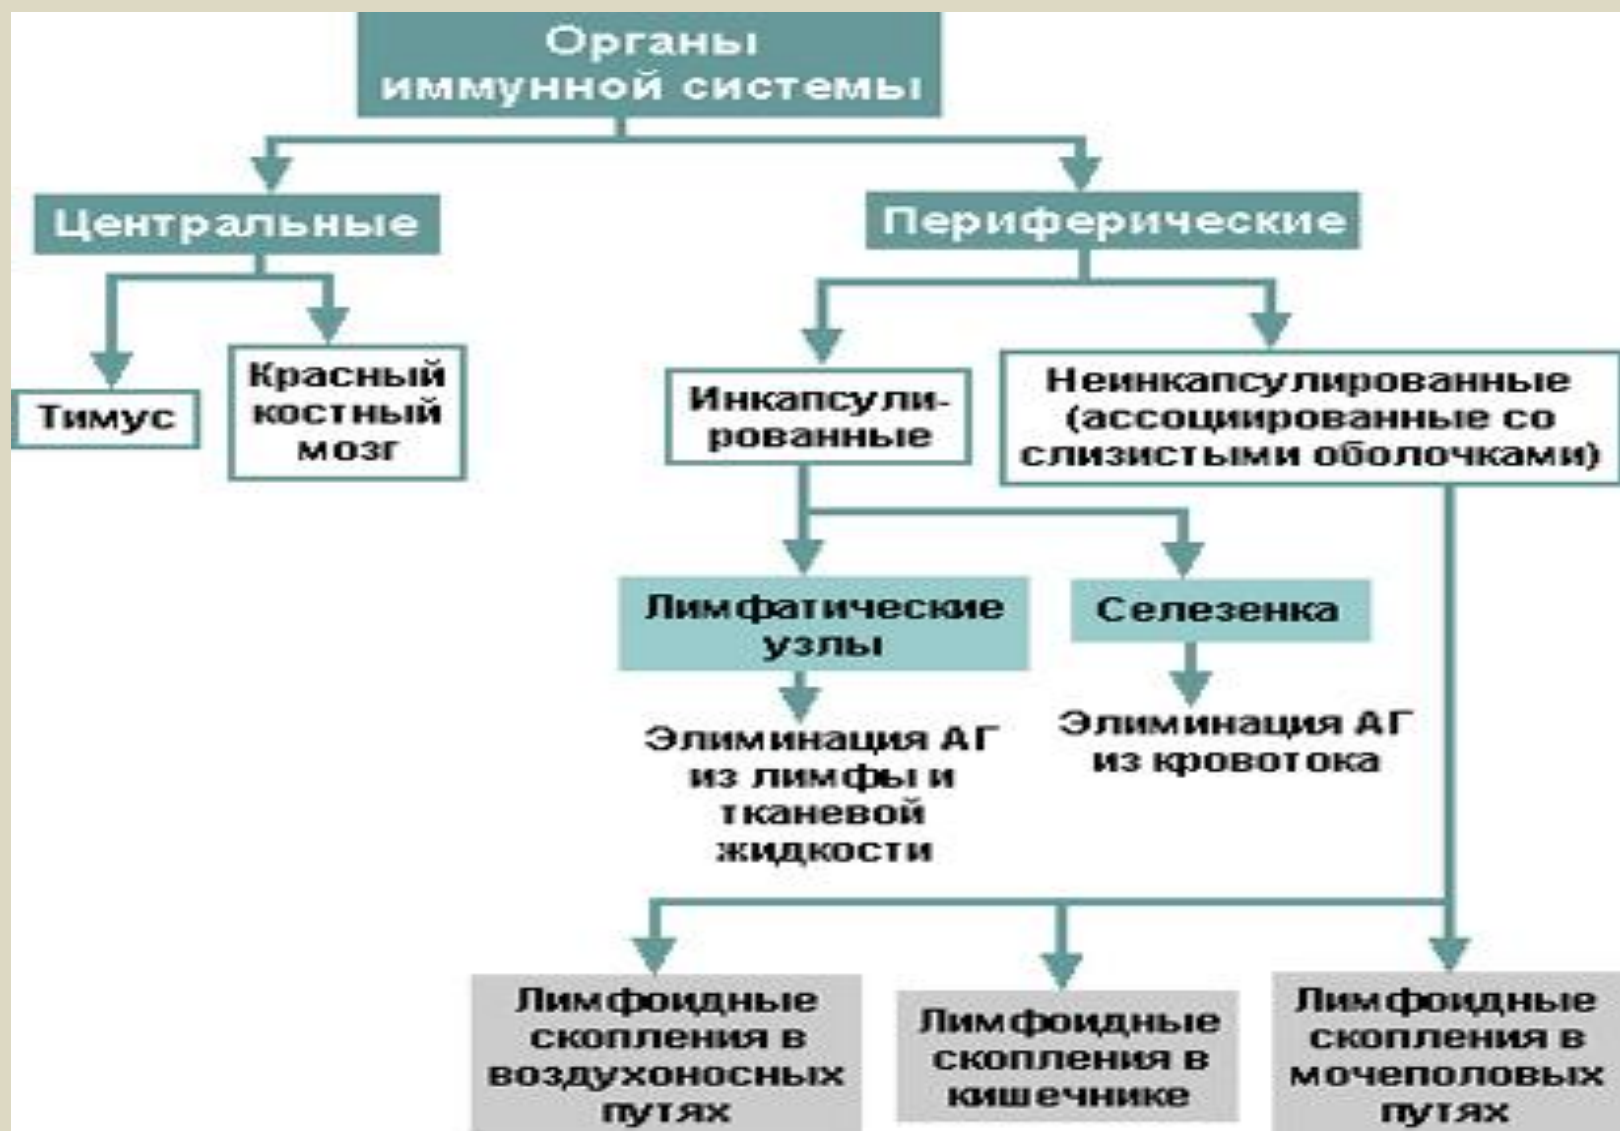 Органы
иммунной системы
Центральные
Периферические
Тимус
Красный
костный
мозг
Инкапсули-
рованные
Неинкапсулированные
(ассоциированные со
слизистыми оболочками)
Лимфатические
узлы
Селезенка
Элиминация АГ
из лимфы и
тканевой
жидкости
Элиминация АГ
из кровотока
Лимфоидные
скопления в
воздухоносных
путях
Лимфоидные
скопления в
кишечнике
Лимфоидные
скопления в
мочеполовых
путях